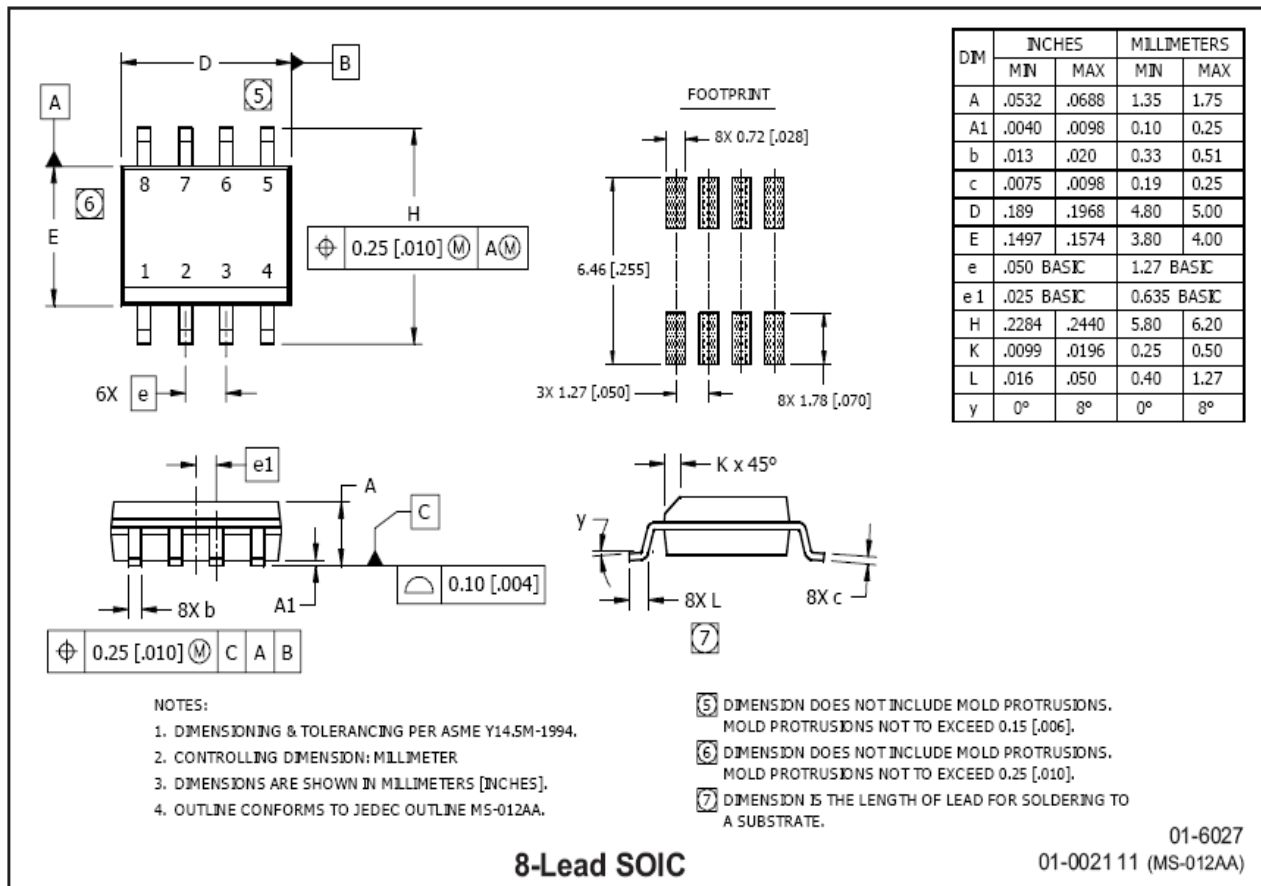 D
B
5
A
8 7 6 5
6
E
1 2 3 4
H
⌖ 0.25 [.010] Ⓜ A Ⓜ
6X e
FOOTPRINT
8X 0.72 [.028]
6.46 [.255]
3X 1.27 [.050]
8X 1.78 [.070]
DIM INCHES MILLIMETERS
MIN MAX MIN MAX
A .0532 .0688 1.35 1.75
A1 .0040 .0098 0.10 0.25
b .013 .020 0.33 0.51
c .0075 .0098 0.19 0.25
D .189 .1968 4.80 5.00
E .1497 .1574 3.80 4.00
e .050 BASIC 1.27 BASIC
e 1 .025 BASIC 0.635 BASIC
H .2284 .2440 5.80 6.20
K .0099 .0196 0.25 0.50
L .016 .050 0.40 1.27
y 0° 8° 0° 8°
e1
A
C
0.10 [.004]
8X b
A1
⌖ 0.25 [.010] Ⓜ C A B
K x 45º
y
8X L
8X c
7
NOTES:
1. DIMENSIONING & TOLERANCING PER ASME Y14.5M-1994.
2. CONTROLLING DIMENSION: MILLIMETER
3. DIMENSIONS ARE SHOWN IN MILLIMETERS [INCHES].
4. OUTLINE CONFORMS TO JEDEC OUTLINE MS-012AA.
5 DIMENSION DOES NOT INCLUDE MOLD PROTRUSIONS.
MOLD PROTRUSIONS NOT TO EXCEED 0.15 [.006].
6 DIMENSION DOES NOT INCLUDE MOLD PROTRUSIONS.
MOLD PROTRUSIONS NOT TO EXCEED 0.25 [.010].
7 DIMENSION IS THE LENGTH OF LEAD FOR SOLDERING TO
A SUBSTRATE.
8-Lead SOIC
01-6027
01-0021 11 (MS-012AA)